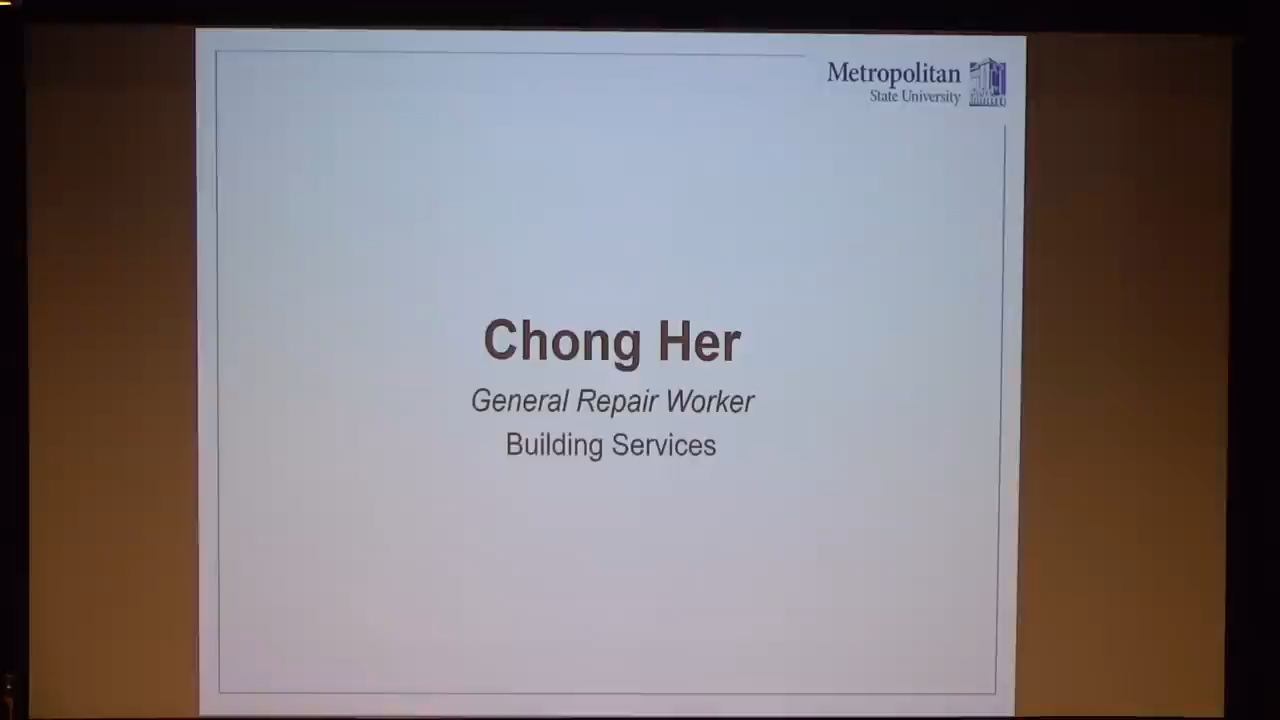 Metropolitan
State University
Chong Her
General Repair Worker
Building Services